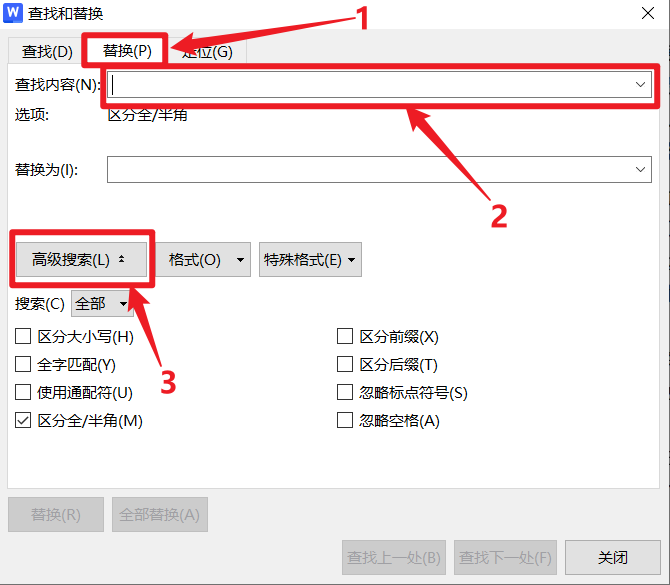 W 查找和替换
1
查找(D) 替换(P) 定位(G)
查找内容(N):
选项: 区分全/半角
替换为(I):
2
高级搜索(L) 格式(O) 特殊格式(E)
搜索(C) 全部
区分大小写(H) 区分前缀(X)
全字匹配(Y) 区分后缀(T)
3
使用通配符(U) 忽略标点符号(S)
区分全/半角(M) 忽略空格(A)
替换(R) 全部替换(A)
查找上一处(B) 查找下一处(F) 关闭